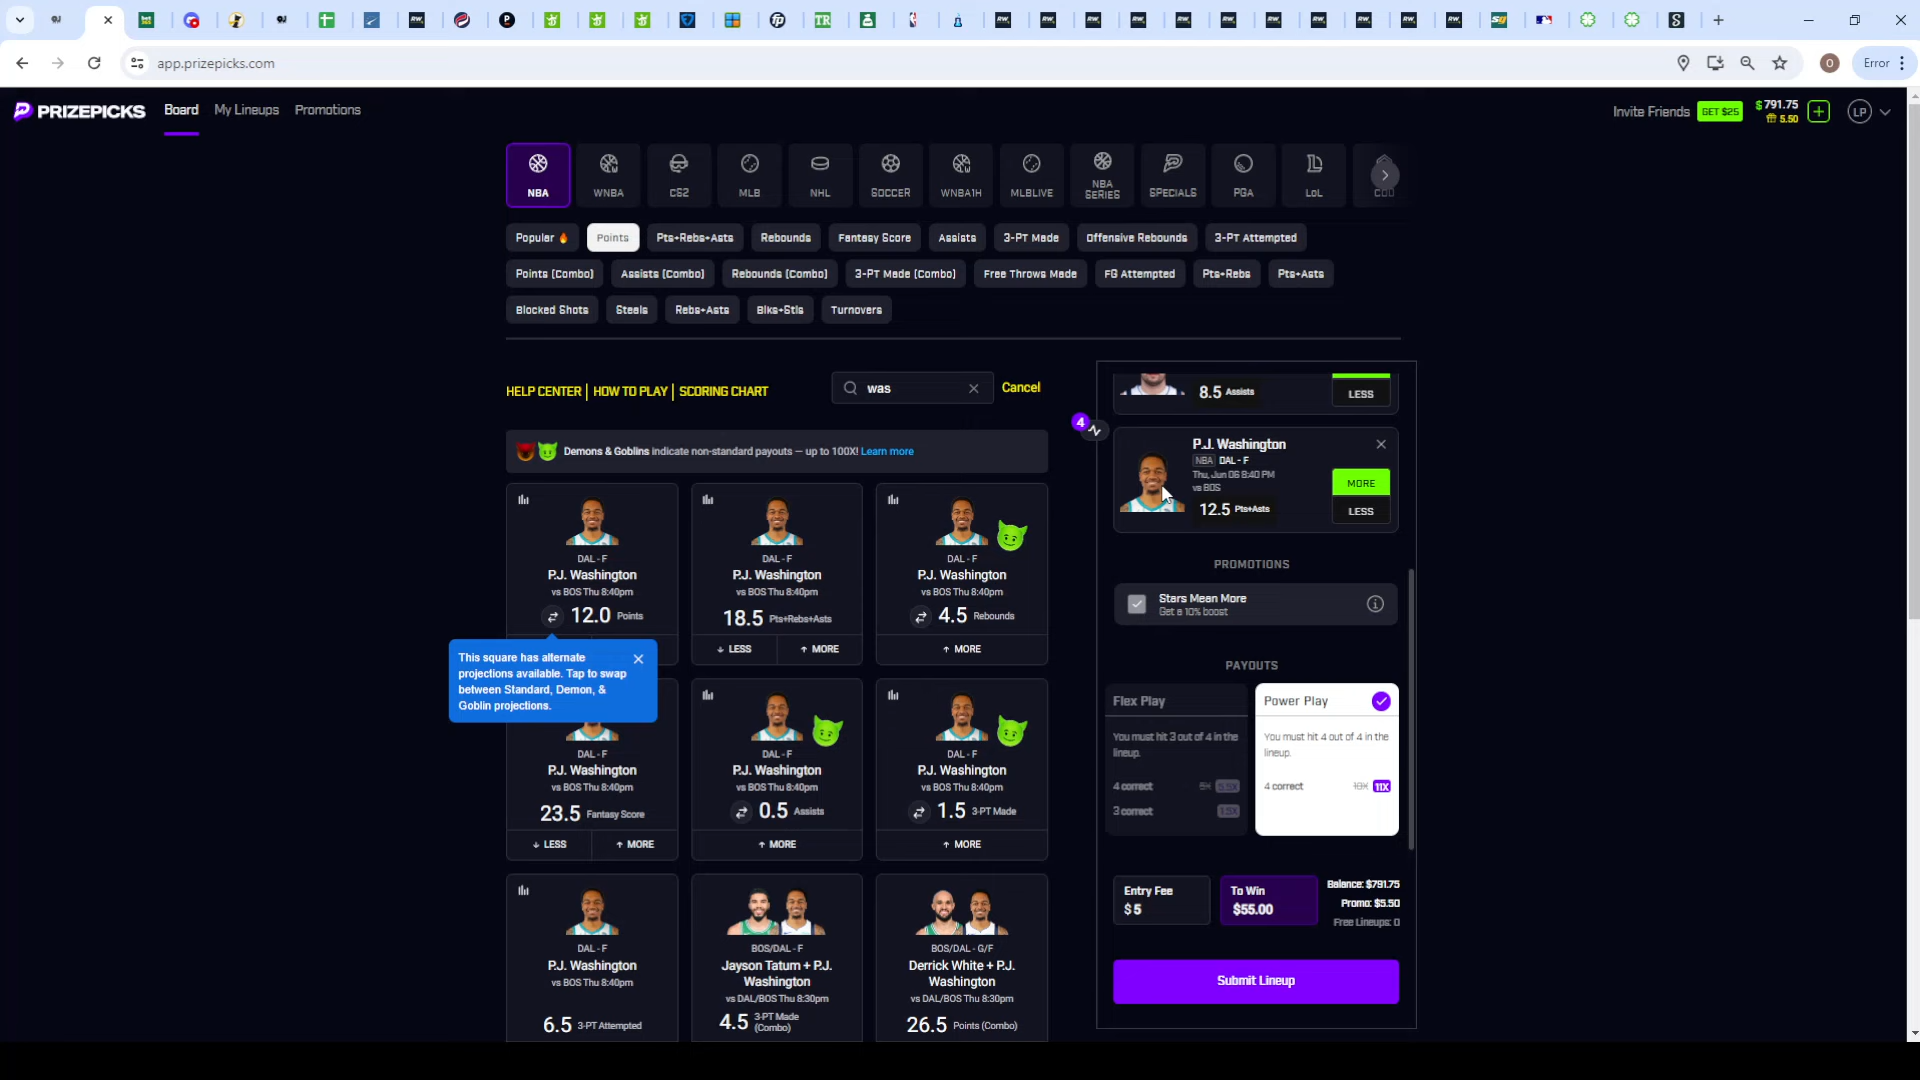 app.prizepicks.com
Error
PRIZEPICKS
Board
My Lineups
Promotions
Invite Friends
GET $25
$ 791.75
5.50
LP
NBA
WNBA
CS2
MLB
NHL
SOCCER
WNBA1H
MLBLIVE
NBA SERIES
SPECIALS
PGA
LoL
COD
Popular
Points
Pts+Rebs+Asts
Rebounds
Fantasy Score
Assists
3-PT Made
Offensive Rebounds
3-PT Attempted
Points (Combo)
Assists (Combo)
Rebounds (Combo)
3-PT Made (Combo)
Free Throws Made
FG Attempted
Pts+Rebs
Pts+Asts
Blocked Shots
Steals
Rebs+Asts
Blks+Stls
Turnovers
HELP CENTER | HOW TO PLAY | SCORING CHART
was
Cancel
Demons & Goblins indicate non-standard payouts — up to 100X! Learn more
DAL - F
P.J. Washington
vs BOS Thu 8:40pm
12.0 Points
DAL - F
P.J. Washington
vs BOS Thu 8:40pm
18.5 Pts+Rebs+Asts
LESS
MORE
DAL - F
P.J. Washington
vs BOS Thu 8:40pm
4.5 Rebounds
MORE
This square has alternate
projections available. Tap to swap
between Standard, Demon, &
Goblin projections.
DAL - F
P.J. Washington
vs BOS Thu 8:40pm
23.5 Fantasy Score
LESS
MORE
DAL - F
P.J. Washington
vs BOS Thu 8:40pm
0.5 Assists
MORE
DAL - F
P.J. Washington
vs BOS Thu 8:40pm
1.5 3-PT Made
MORE
DAL - F
P.J. Washington
vs BOS Thu 8:40pm
6.5 3-PT Attempted
BOS/DAL - F
Jayson Tatum + P.J.
Washington
vs DAL/BOS Thu 8:30pm
4.5 3-PT Made
(Combo)
BOS/DAL - G/F
Derrick White + P.J.
Washington
vs DAL/BOS Thu 8:30pm
26.5 Points (Combo)
4
8.5 Assists
LESS
P.J. Washington
NBA DAL - F
Thu, Jun 06 8:40 PM
vs BOS
12.5 Pts+Asts
MORE
LESS
PROMOTIONS
Stars Mean More
Get a 10% boost
PAYOUTS
Flex Play
You must hit 3 out of 4 in the
lineup.
4 correct 5X 5.5X
3 correct 1.5X
Power Play
You must hit 4 out of 4 in the
lineup.
4 correct 10X 11X
Entry Fee
$ 5
To Win
$55.00
Balance: $791.75
Promo: $5.50
Free Lineups: 0
Submit Lineup